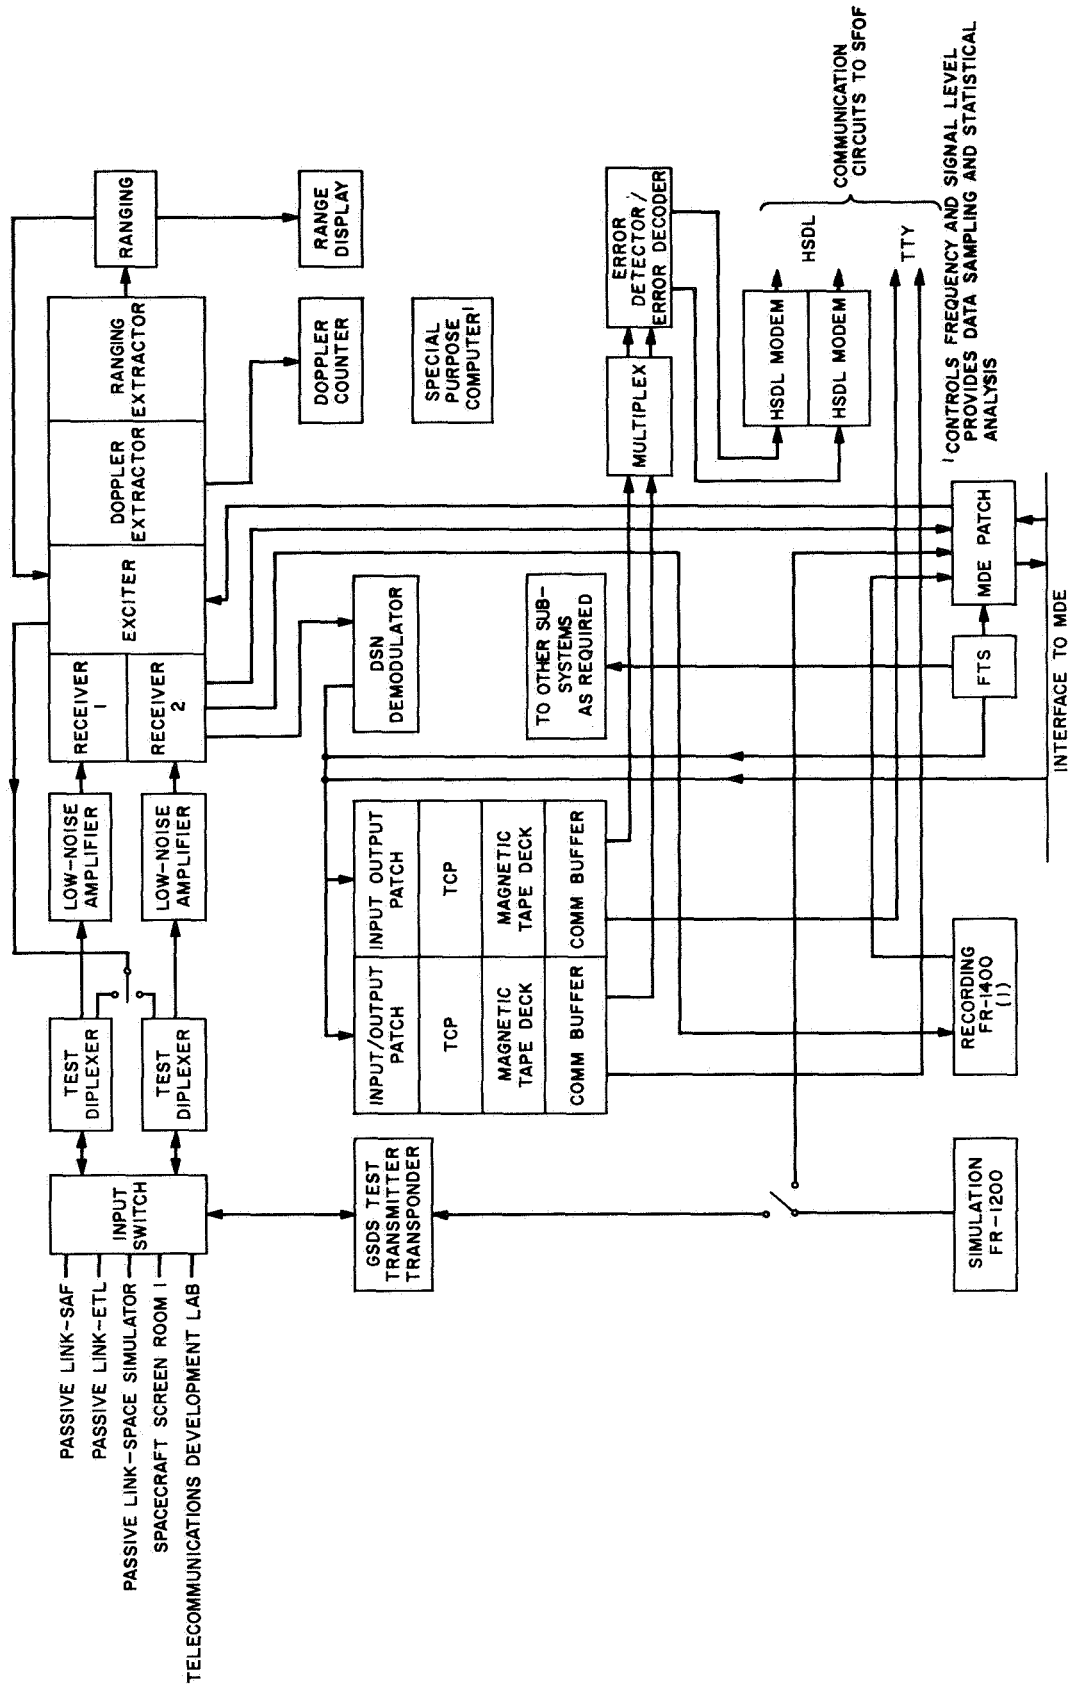 PASSIVE LINK-SAF
PASSIVE LINK-ETL
PASSIVE LINK-SPACE SIMULATOR
SPACECRAFT SCREEN ROOM 1
TELECOMMUNICATIONS DEVELOPMENT LAB
INPUT
SWITCH
TEST
DIPLEXER
TEST
DIPLEXER
LOW-NOISE
AMPLIFIER
LOW-NOISE
AMPLIFIER
RECEIVER
1
RECEIVER
2
EXCITER
DOPPLER
EXTRACTOR
RANGING
EXTRACTOR
RANGING
RANGE
DISPLAY
DOPPLER
COUNTER
SPECIAL
PURPOSE
COMPUTER¹
DSN
DEMODULATOR
GSDS TEST
TRANSMITTER
TRANSPONDER
INPUT/OUTPUT
PATCH
TCP
MAGNETIC
TAPE DECK
COMM BUFFER
INPUT OUTPUT
PATCH
TCP
MAGNETIC
TAPE DECK
COMM BUFFER
TO OTHER SUB-
SYSTEMS
AS REQUIRED
MULTIPLEX
ERROR
DETECTOR/
ERROR DECODER
HSDL MODEM
HSDL MODEM
HSDL
TTY
COMMUNICATION
CIRCUITS TO SFOF
SIMULATION
FR-1200
RECORDING
FR-1400
(1)
FTS
MDE PATCH
INTERFACE TO MDE
¹CONTROLS FREQUENCY AND SIGNAL LEVEL
PROVIDES DATA SAMPLING AND STATISTICAL
ANALYSIS